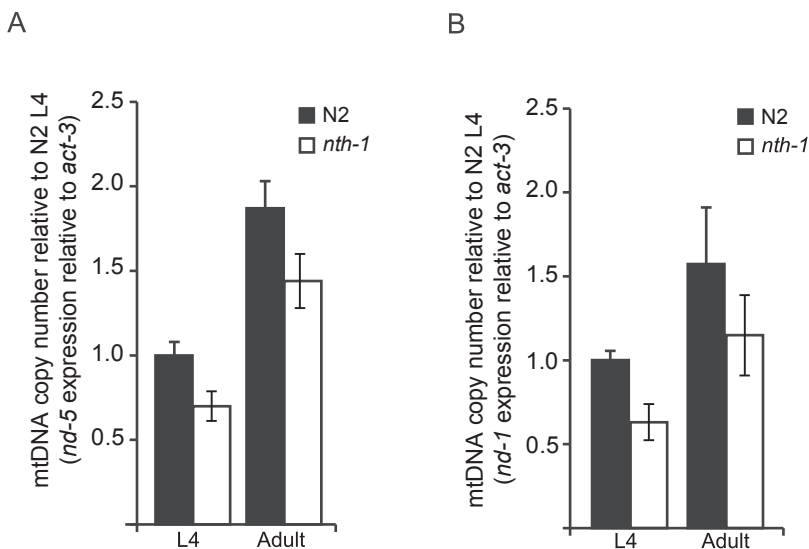 A
mtDNA copy number relative to N2 L4
(nd-5 expression relative to act-3)
2.5
2.0
1.5
1.0
0.5
N2
nth-1
L4
Adult
B
mtDNA copy number relative to N2 L4
(nd-1 expression relative to act-3)
2.5
2.0
1.5
1.0
0.5
N2
nth-1
L4
Adult